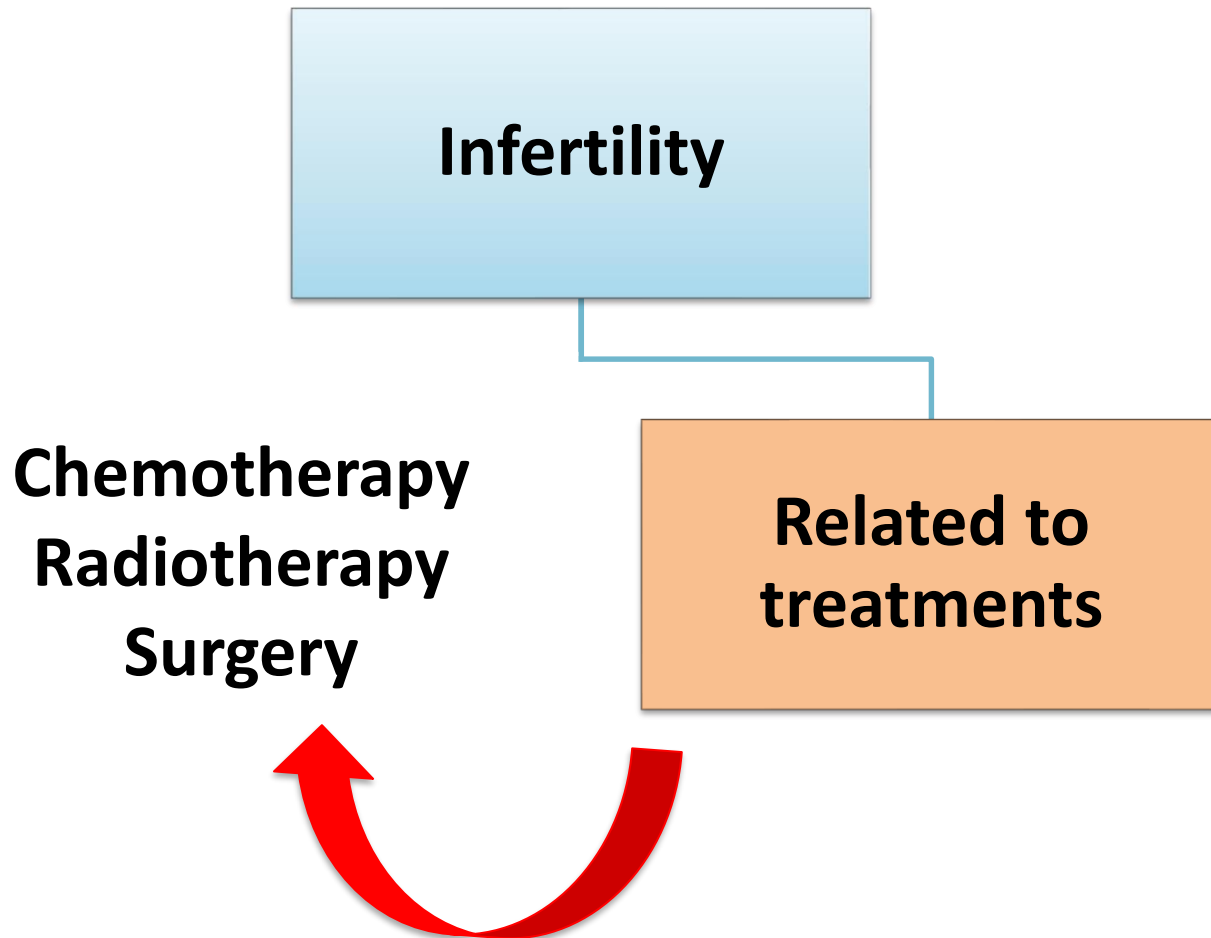 Infertility
Related to
treatments
Chemotherapy
Radiotherapy
Surgery